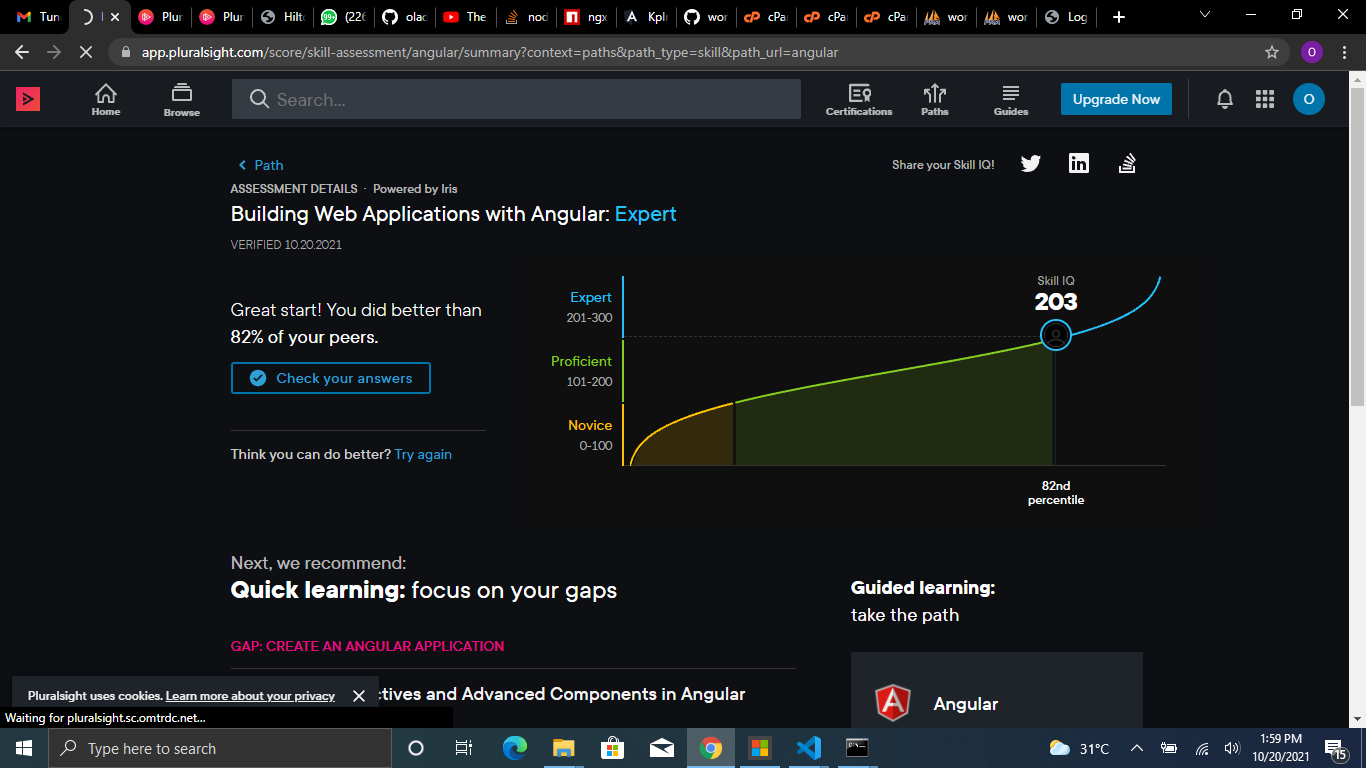 Tun
Plur
Plur
Hilt
99+ (226
olac
The
nod
ngx
KpIr
wor
cPa
cPa
cPa
wor
wor
Log
app.pluralsight.com/score/skill-assessment/angular/summary?context=paths&path_type=skill&path_url=angular
O
Home
Browse
Search...
Certifications
Paths
Guides
Upgrade Now
O
Path
Share your Skill IQ!
ASSESSMENT DETAILS · Powered by Iris
Building Web Applications with Angular: Expert
VERIFIED 10.20.2021
Great start! You did better than
82% of your peers.
Check your answers
Think you can do better? Try again
Expert
201-300
Proficient
101-200
Novice
0-100
Skill IQ
203
82nd
percentile
Next, we recommend:
Quick learning: focus on your gaps
GAP: CREATE AN ANGULAR APPLICATION
ctives and Advanced Components in Angular
Guided learning:
take the path
A
Angular
Pluralsight uses cookies. Learn more about your privacy
Waiting for pluralsight.sc.omtrdc.net...
Type here to search
31°C
1:59 PM
10/20/2021
15